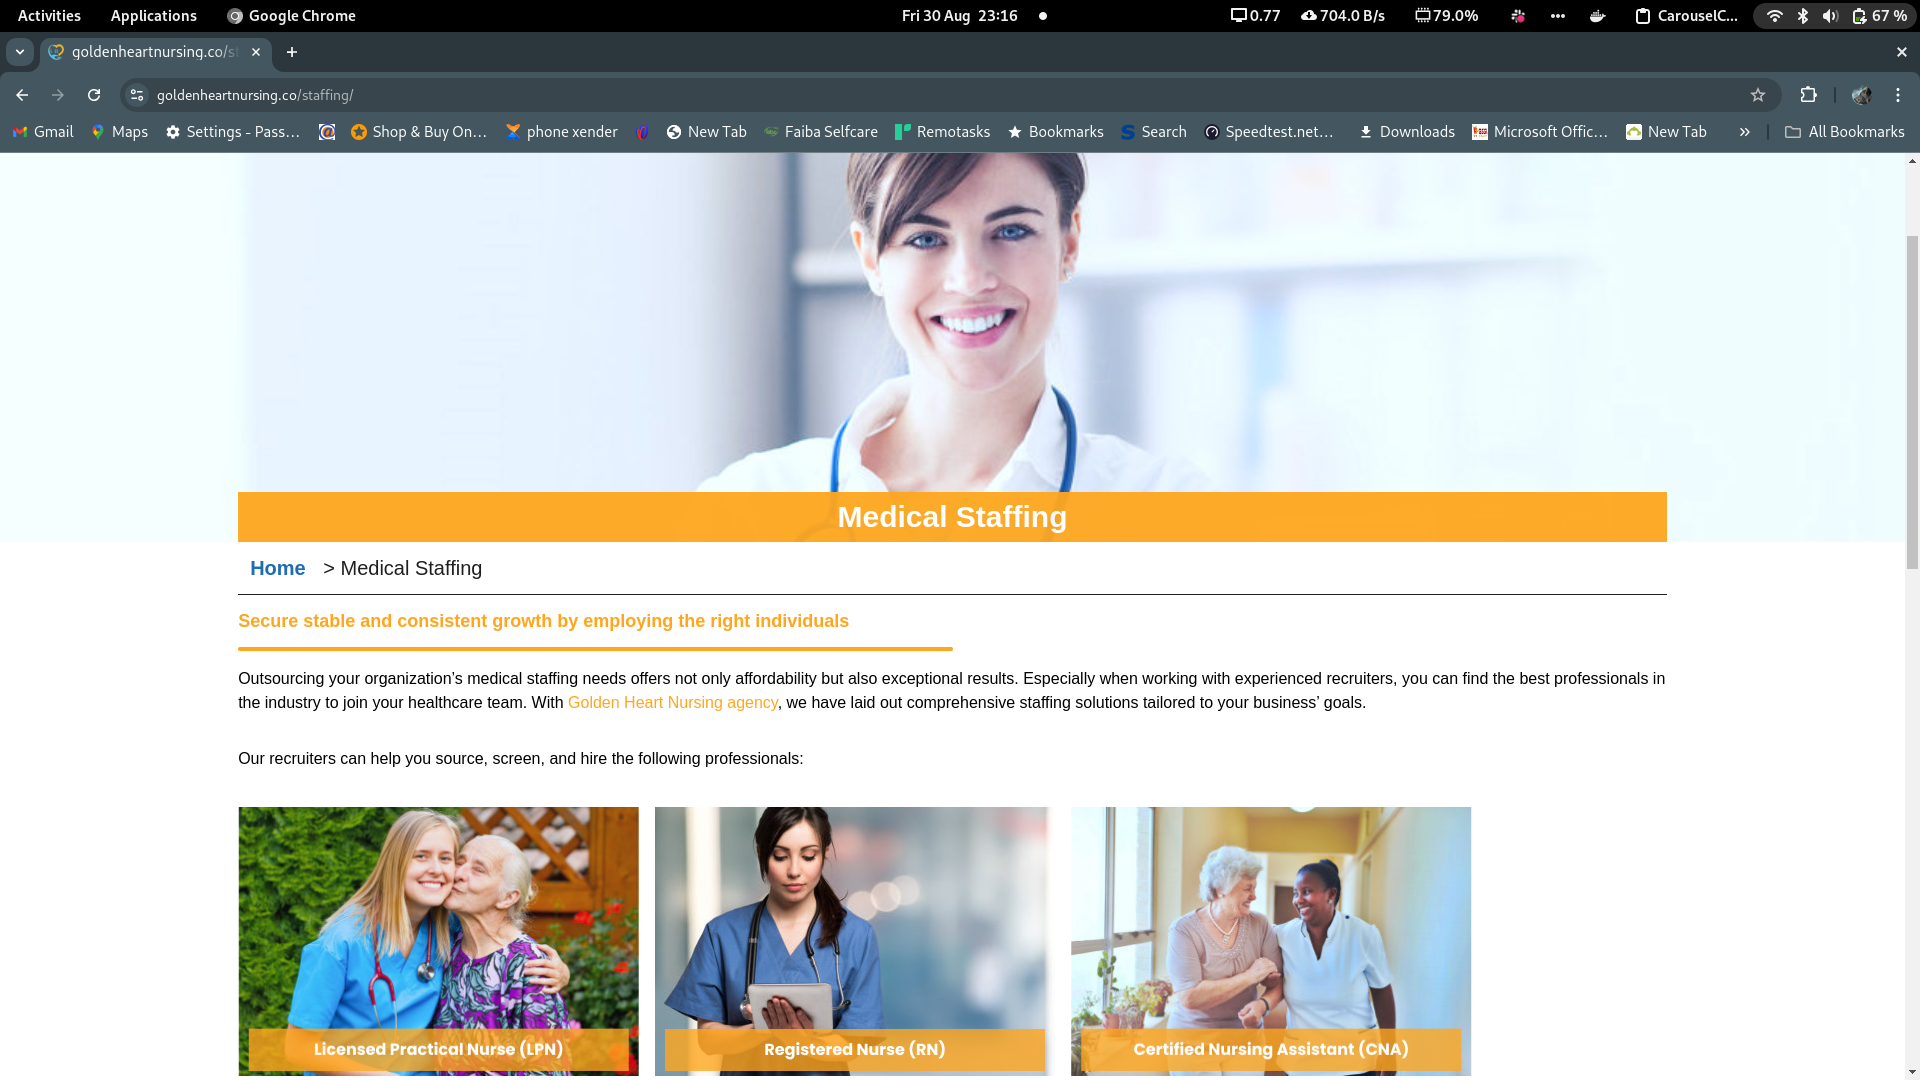 Activities Applications Google Chrome Fri 30 Aug 23:16 0.77 704.0 B/s 79.0% CarouselC... 67 %
goldenheartnursing.co/st
goldenheartnursing.co/staffing/
Gmail Maps Settings - Pass... Shop & Buy On... phone xender New Tab Faiba Selfcare Remotasks Bookmarks Search Speedtest.net... Downloads Microsoft Offic... New Tab » All Bookmarks
Medical Staffing
Home > Medical Staffing
Secure stable and consistent growth by employing the right individuals
Outsourcing your organization’s medical staffing needs offers not only affordability but also exceptional results. Especially when working with experienced recruiters, you can find the best professionals in
the industry to join your healthcare team. With Golden Heart Nursing agency, we have laid out comprehensive staffing solutions tailored to your business’ goals.
Our recruiters can help you source, screen, and hire the following professionals:
Licensed Practical Nurse (LPN) Registered Nurse (RN) Certified Nursing Assistant (CNA)